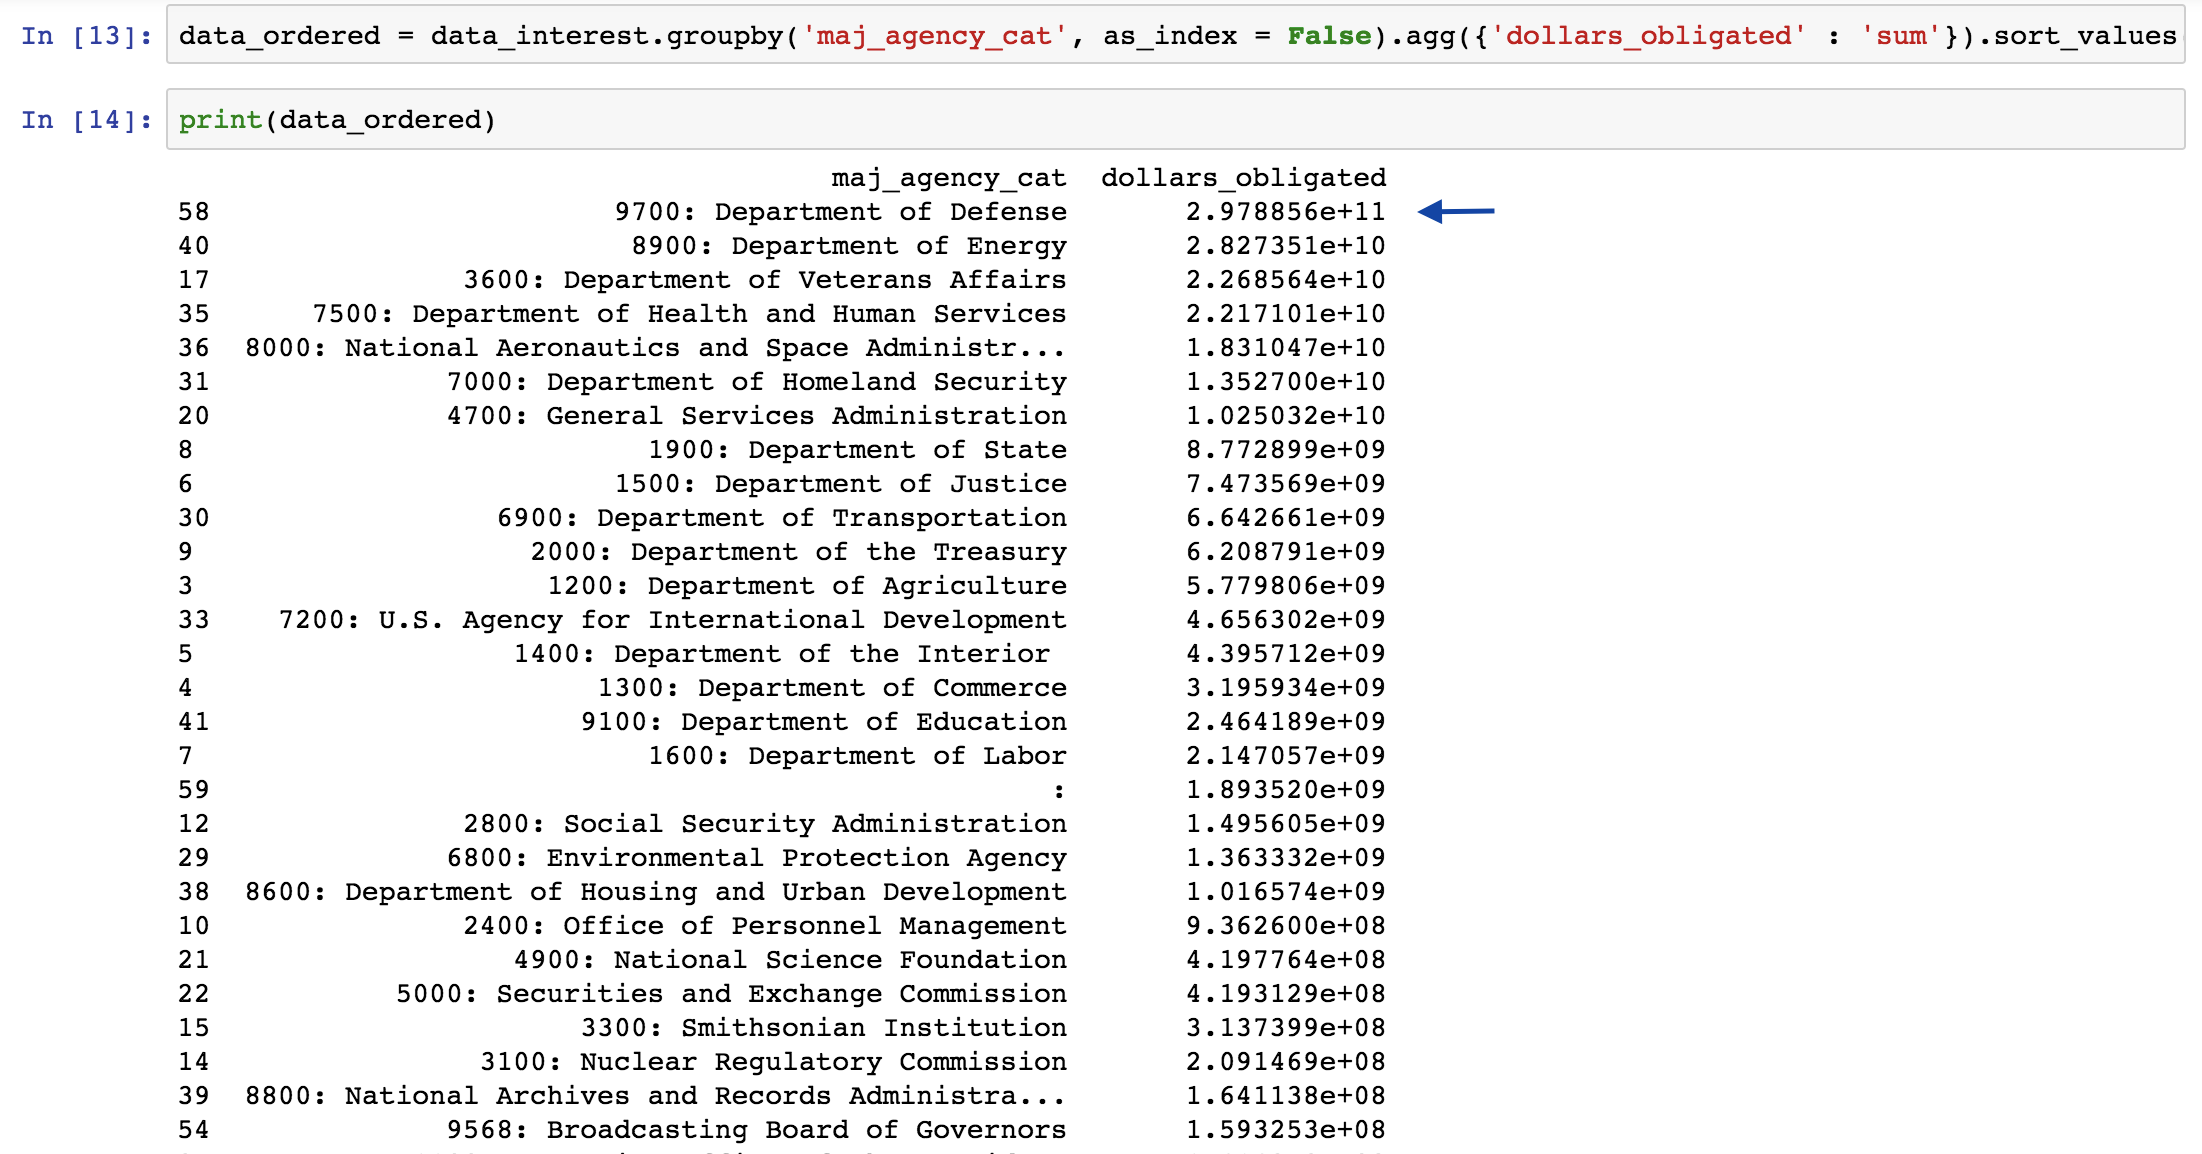 In [13]: data_ordered = data_interest.groupby('maj_agency_cat', as_index = False).agg({'dollars_obligated' : 'sum'}).sort_values
In [14]: print(data_ordered)
maj_agency_cat dollars_obligated
58 9700: Department of Defense 2.978856e+11
40 8900: Department of Energy 2.827351e+10
17 3600: Department of Veterans Affairs 2.268564e+10
35 7500: Department of Health and Human Services 2.217101e+10
36 8000: National Aeronautics and Space Administr... 1.831047e+10
31 7000: Department of Homeland Security 1.352700e+10
20 4700: General Services Administration 1.025032e+10
8 1900: Department of State 8.772899e+09
6 1500: Department of Justice 7.473569e+09
30 6900: Department of Transportation 6.642661e+09
9 2000: Department of the Treasury 6.208791e+09
3 1200: Department of Agriculture 5.779806e+09
33 7200: U.S. Agency for International Development 4.656302e+09
5 1400: Department of the Interior 4.395712e+09
4 1300: Department of Commerce 3.195934e+09
41 9100: Department of Education 2.464189e+09
7 1600: Department of Labor 2.147057e+09
59 : 1.893520e+09
12 2800: Social Security Administration 1.495605e+09
29 6800: Environmental Protection Agency 1.363332e+09
38 8600: Department of Housing and Urban Development 1.016574e+09
10 2400: Office of Personnel Management 9.362600e+08
21 4900: National Science Foundation 4.197764e+08
22 5000: Securities and Exchange Commission 4.193129e+08
15 3300: Smithsonian Institution 3.137399e+08
14 3100: Nuclear Regulatory Commission 2.091469e+08
39 8800: National Archives and Records Administra... 1.641138e+08
54 9568: Broadcasting Board of Governors 1.593253e+08